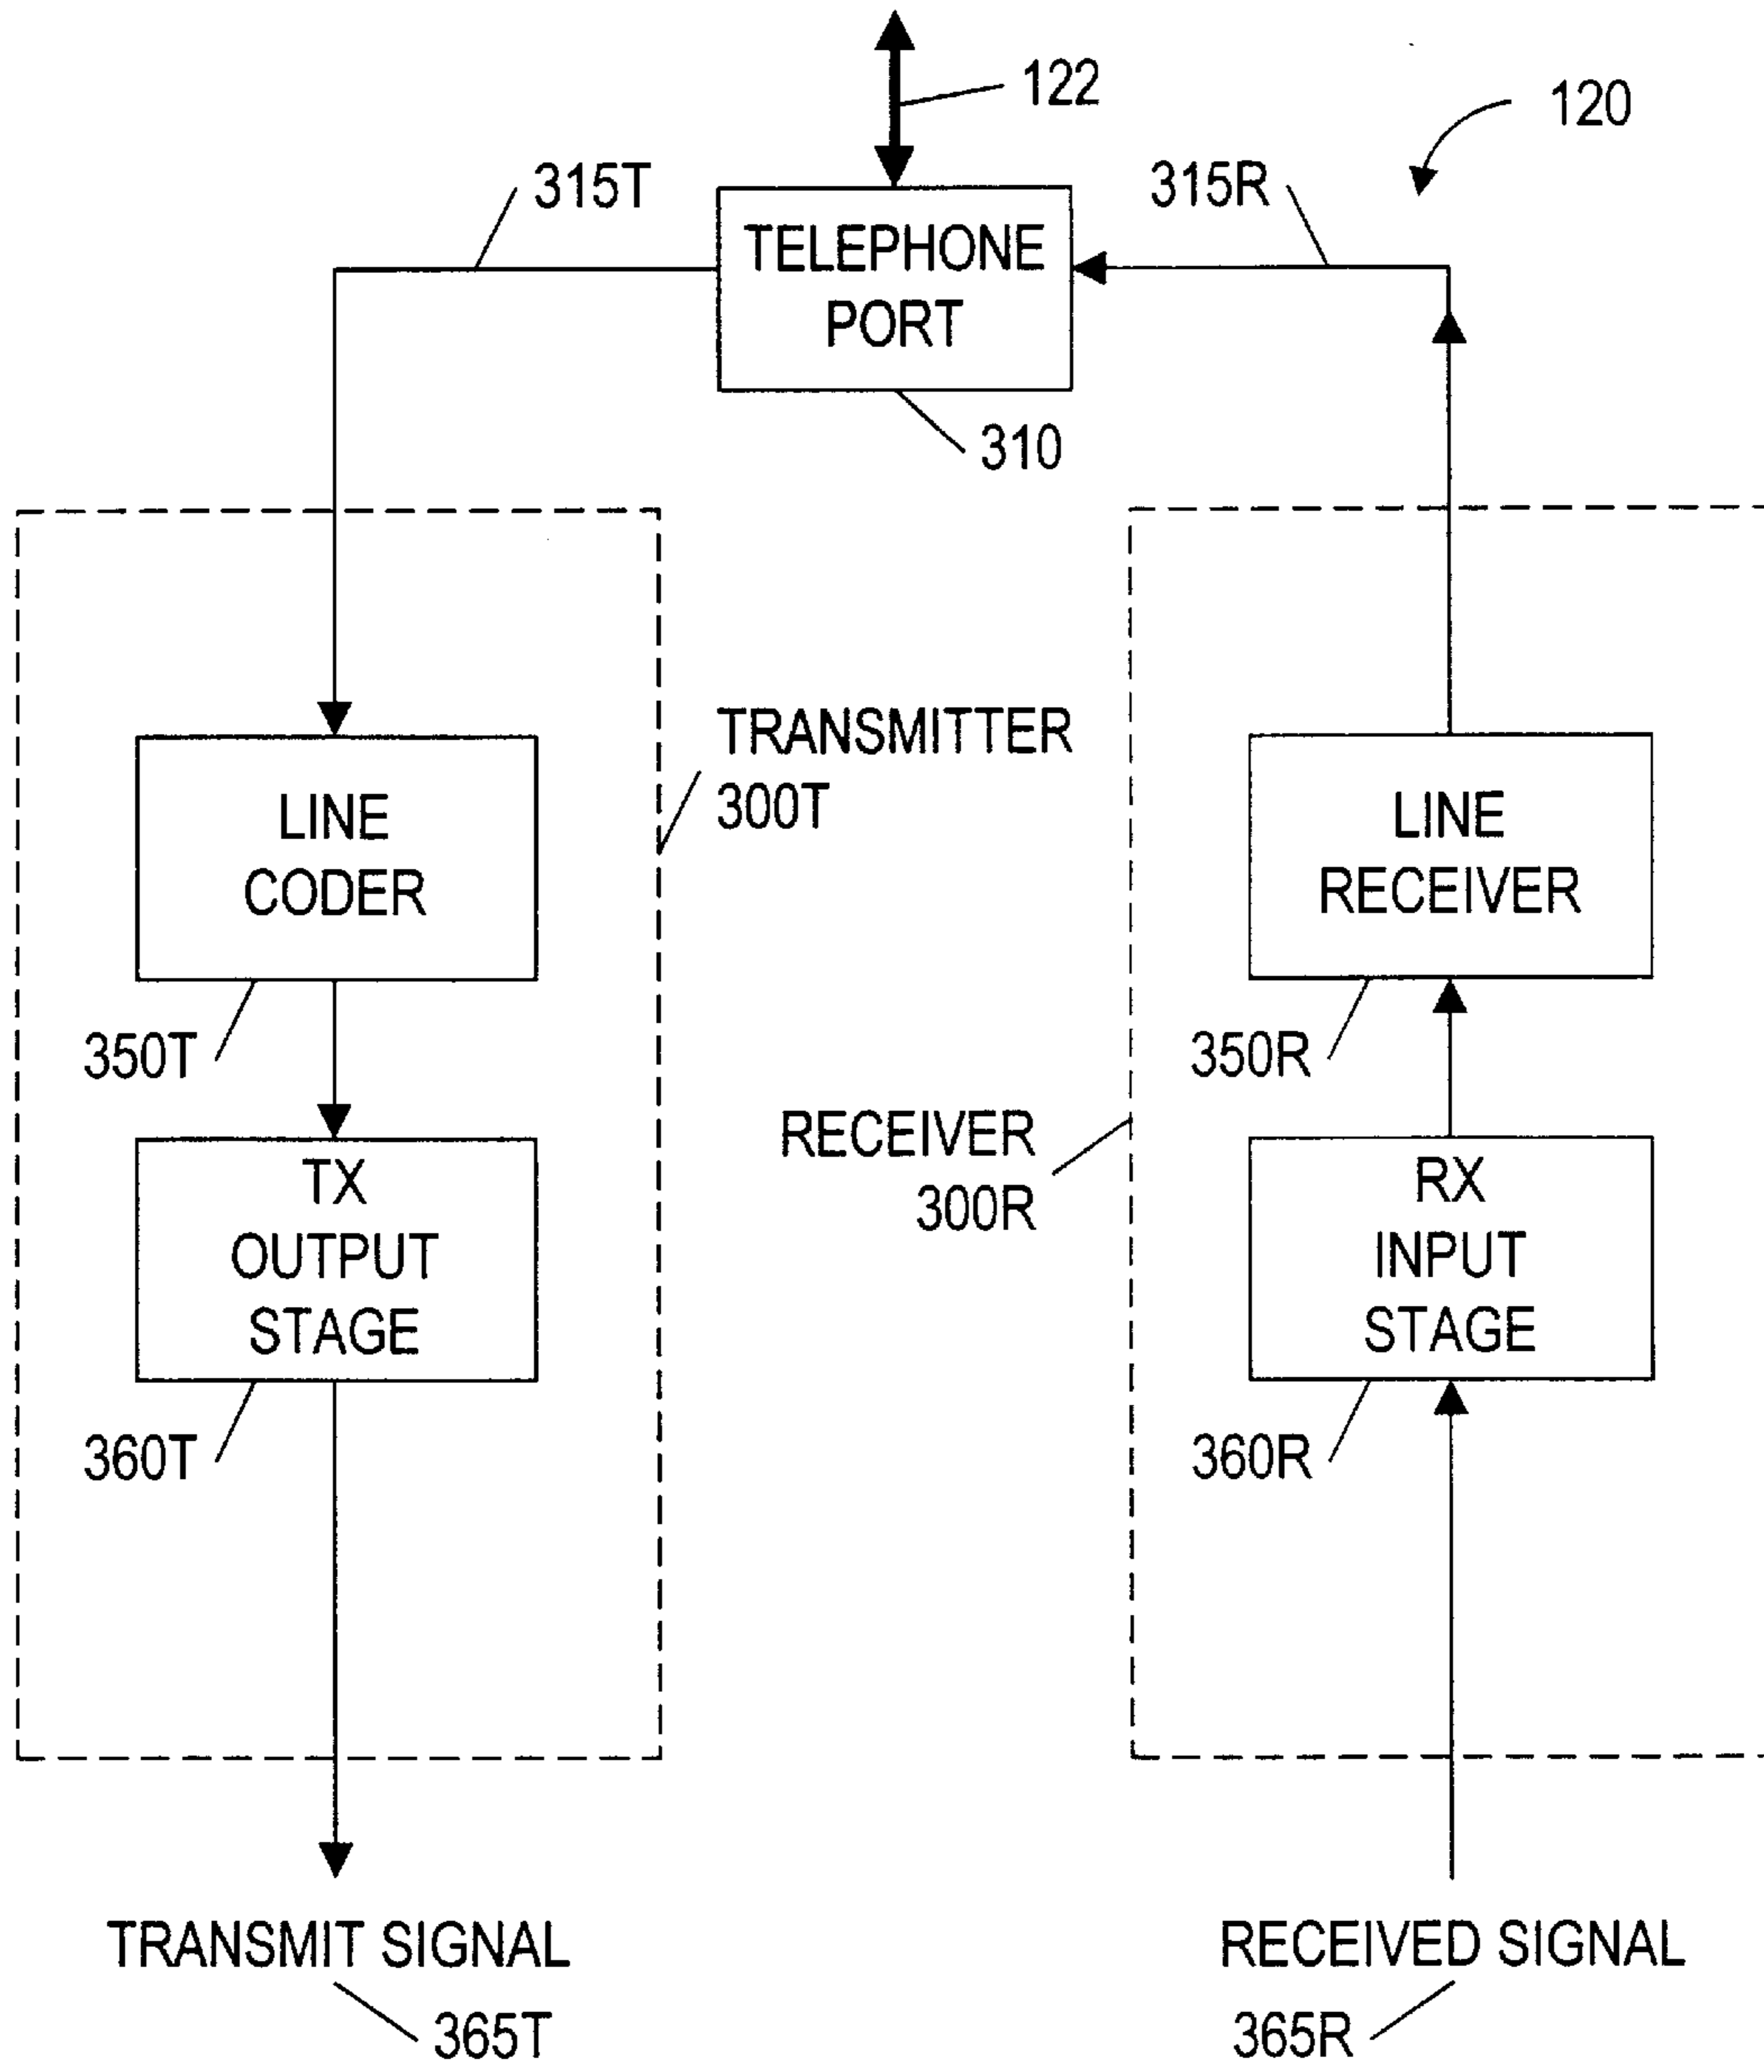 122
120
315T
315R
TELEPHONE
PORT
310
TRANSMITTER
300T
LINE
CODER
LINE
RECEIVER
350T
350R
RECEIVER
300R
TX
OUTPUT
STAGE
RX
INPUT
STAGE
360T
360R
TRANSMIT SIGNAL
365T
RECEIVED SIGNAL
365R